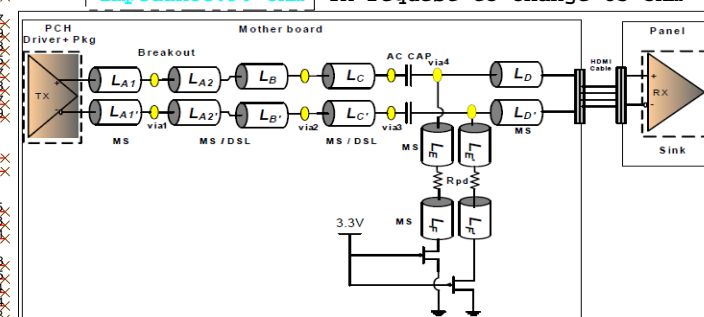 PCH
Driver+ Pkg
Mother board
Panel
Breakout
AC CAP
via4
HDMI
Cable
TX
+
-
LA1
LA2
LB
LC
LD
+
-
RX
LA1'
LA2'
LB'
LC'
LD'
via1
via2
via3
MS
MS / DSL
MS / DSL
MS
MS
Sink
LE
LE'
Rpd
MS
LF
LF'
3.3V